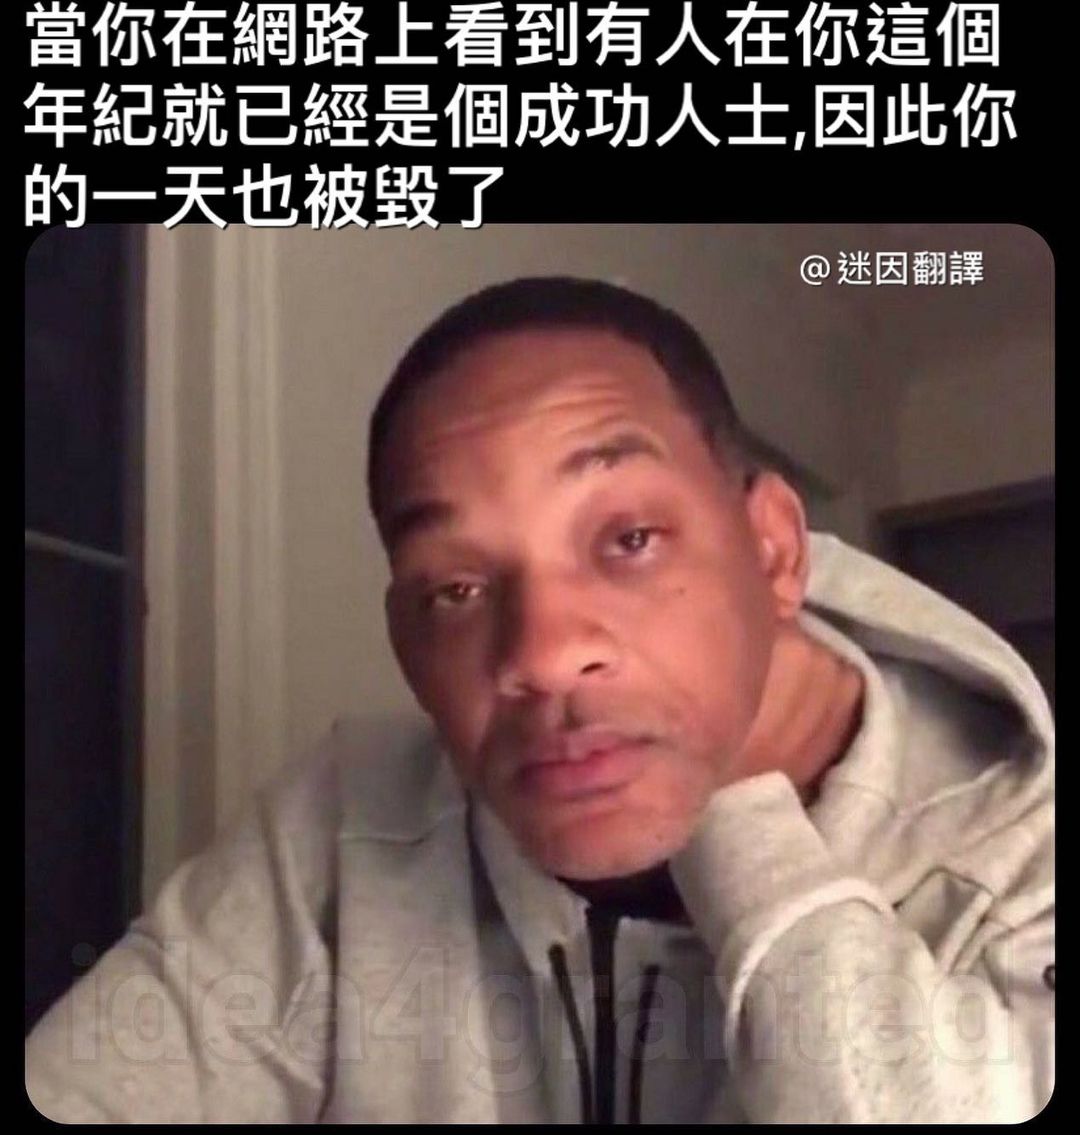 當你在網路上看到有人在你這個
年紀就已經是個成功人士,因此你
的一天也被毀了
@迷因翻譯
idea4granted